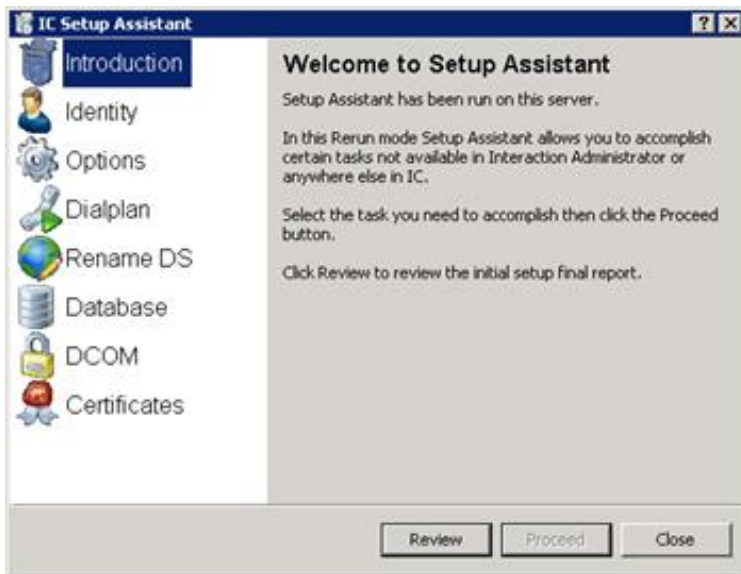 IC Setup Assistant
Introduction
Identity
Options
Dialplan
Rename DS
Database
DCOM
Certificates
Welcome to Setup Assistant
Setup Assistant has been run on this server.
In this Rerun mode Setup Assistant allows you to accomplish
certain tasks not available in Interaction Administrator or
anywhere else in IC.
Select the task you need to accomplish then click the Proceed
button.
Click Review to review the initial setup final report.
Review Proceed Close